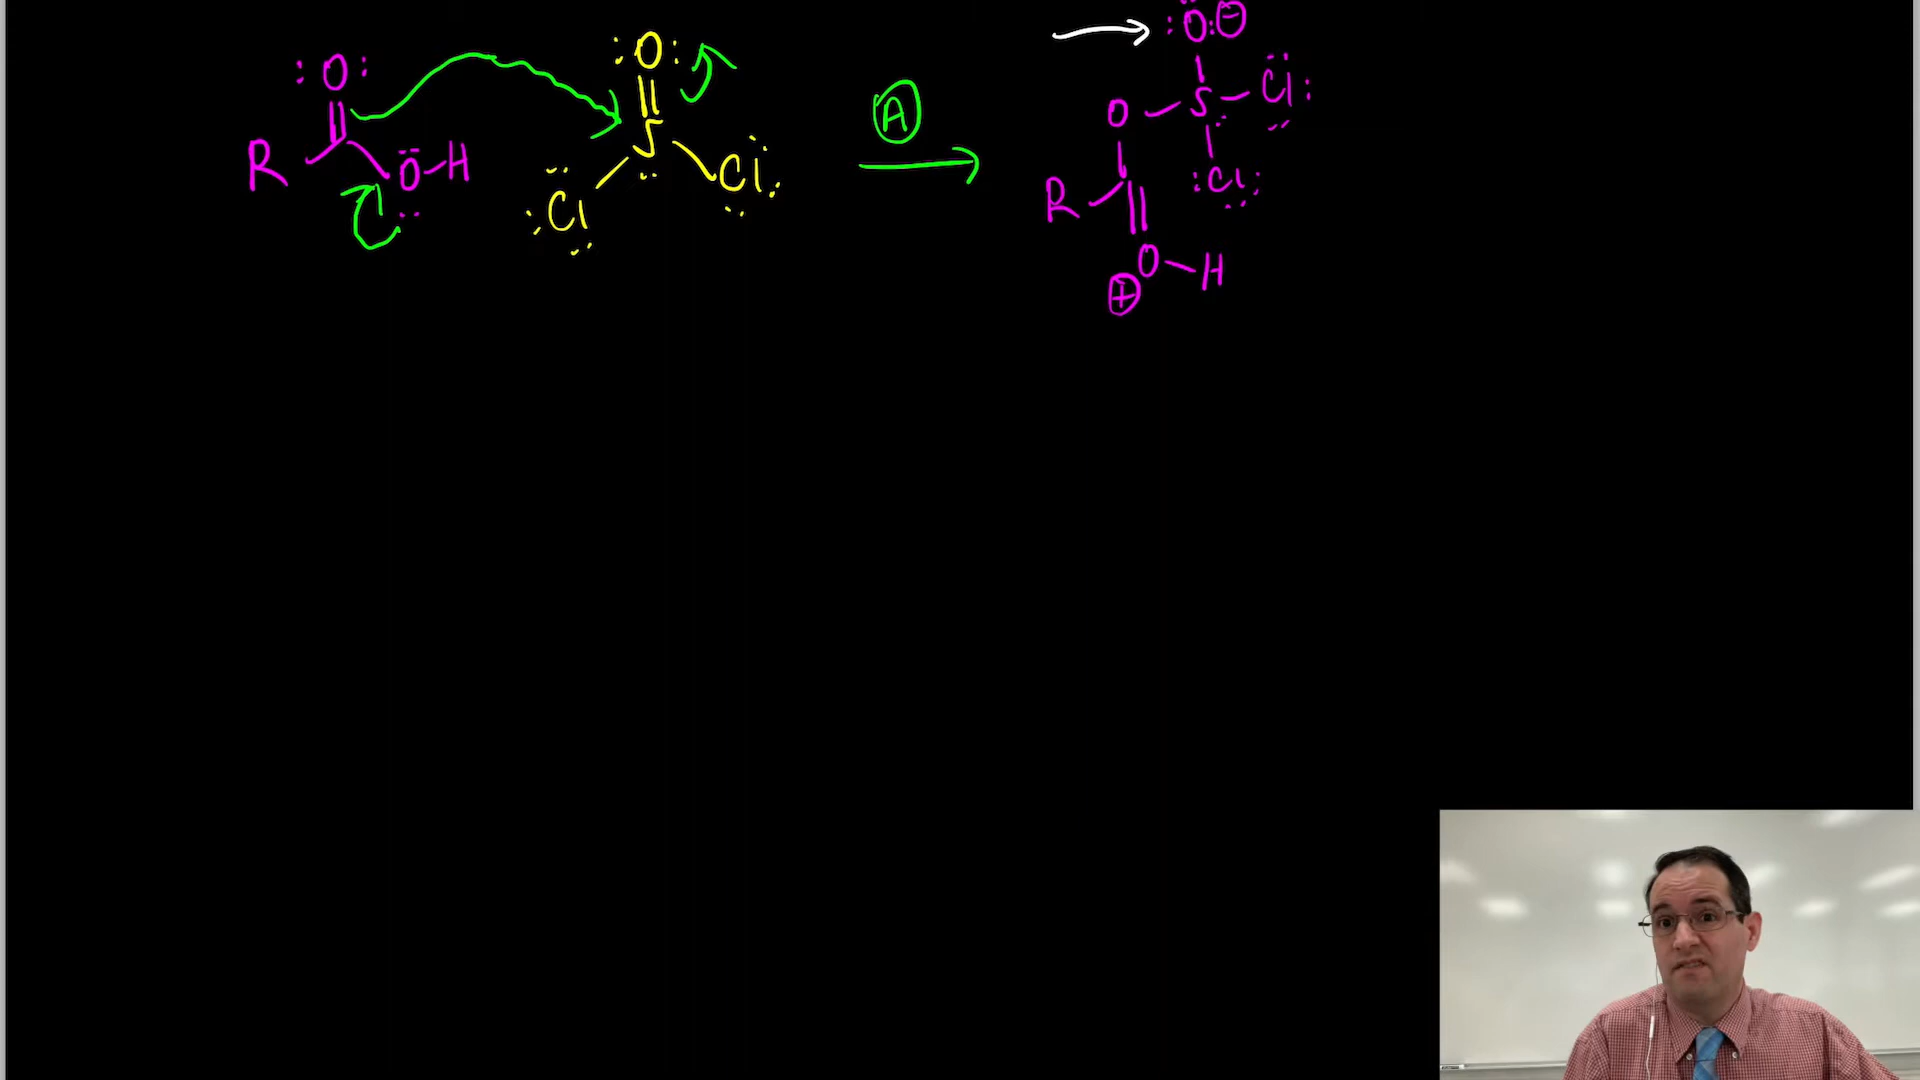 :O: :O: A :O:⊖
R O-H S Cl: O-S-Cl:
:Cl R :Cl:
⊕ O-H